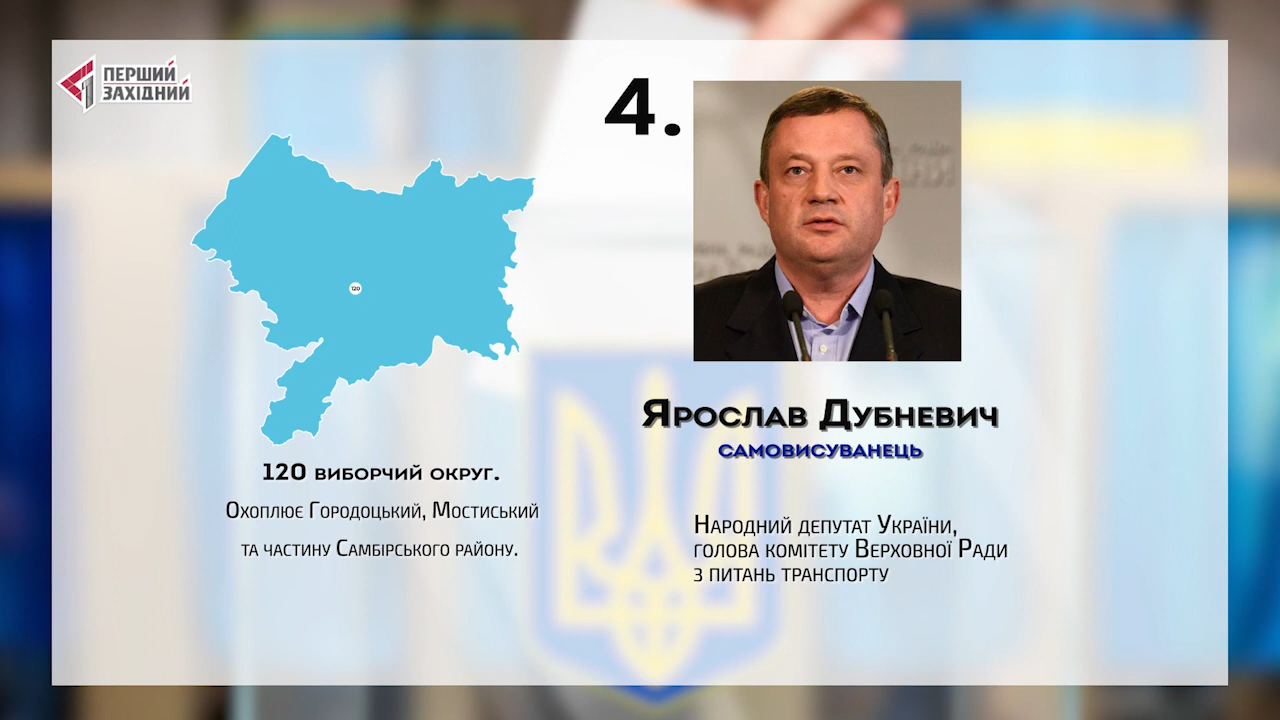 ПЕРШИЙ
ЗАХІДНИЙ
4.
120
120 ВИБОРЧИЙ ОКРУГ.
ОХОПЛЮЄ ГОРОДОЦЬКИЙ, МОСТИСЬКИЙ
ТА ЧАСТИНУ САМБІРСЬКОГО РАЙОНУ.
ЯРОСЛАВ ДУБНЕВИЧ
САМОВИСУВАНЕЦЬ
НАРОДНИЙ ДЕПУТАТ УКРАЇНИ,
ГОЛОВА КОМІТЕТУ ВЕРХОВНОЇ РАДИ
З ПИТАНЬ ТРАНСПОРТУ